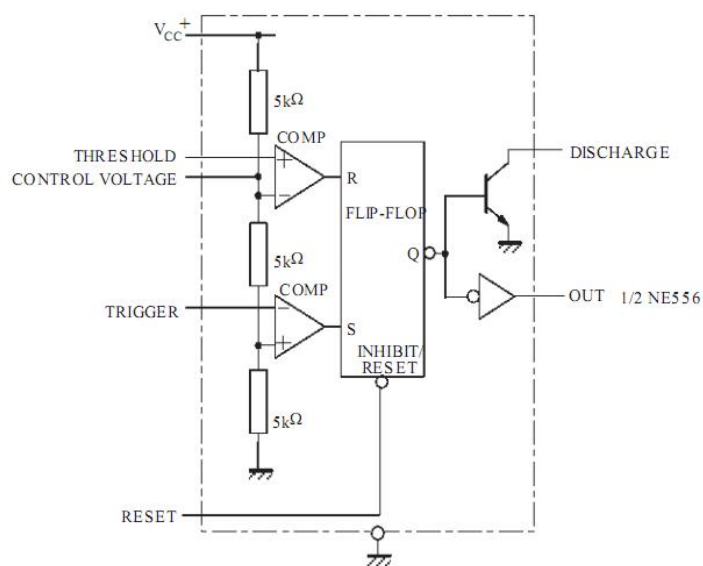 VCC+
5kΩ
COMP
THRESHOLD
+
CONTROL VOLTAGE
−
R
DISCHARGE
FLIP-FLOP
5kΩ
Q
COMP
TRIGGER
−
OUT 1/2 NE556
+
S
INHIBIT/
RESET
5kΩ
RESET